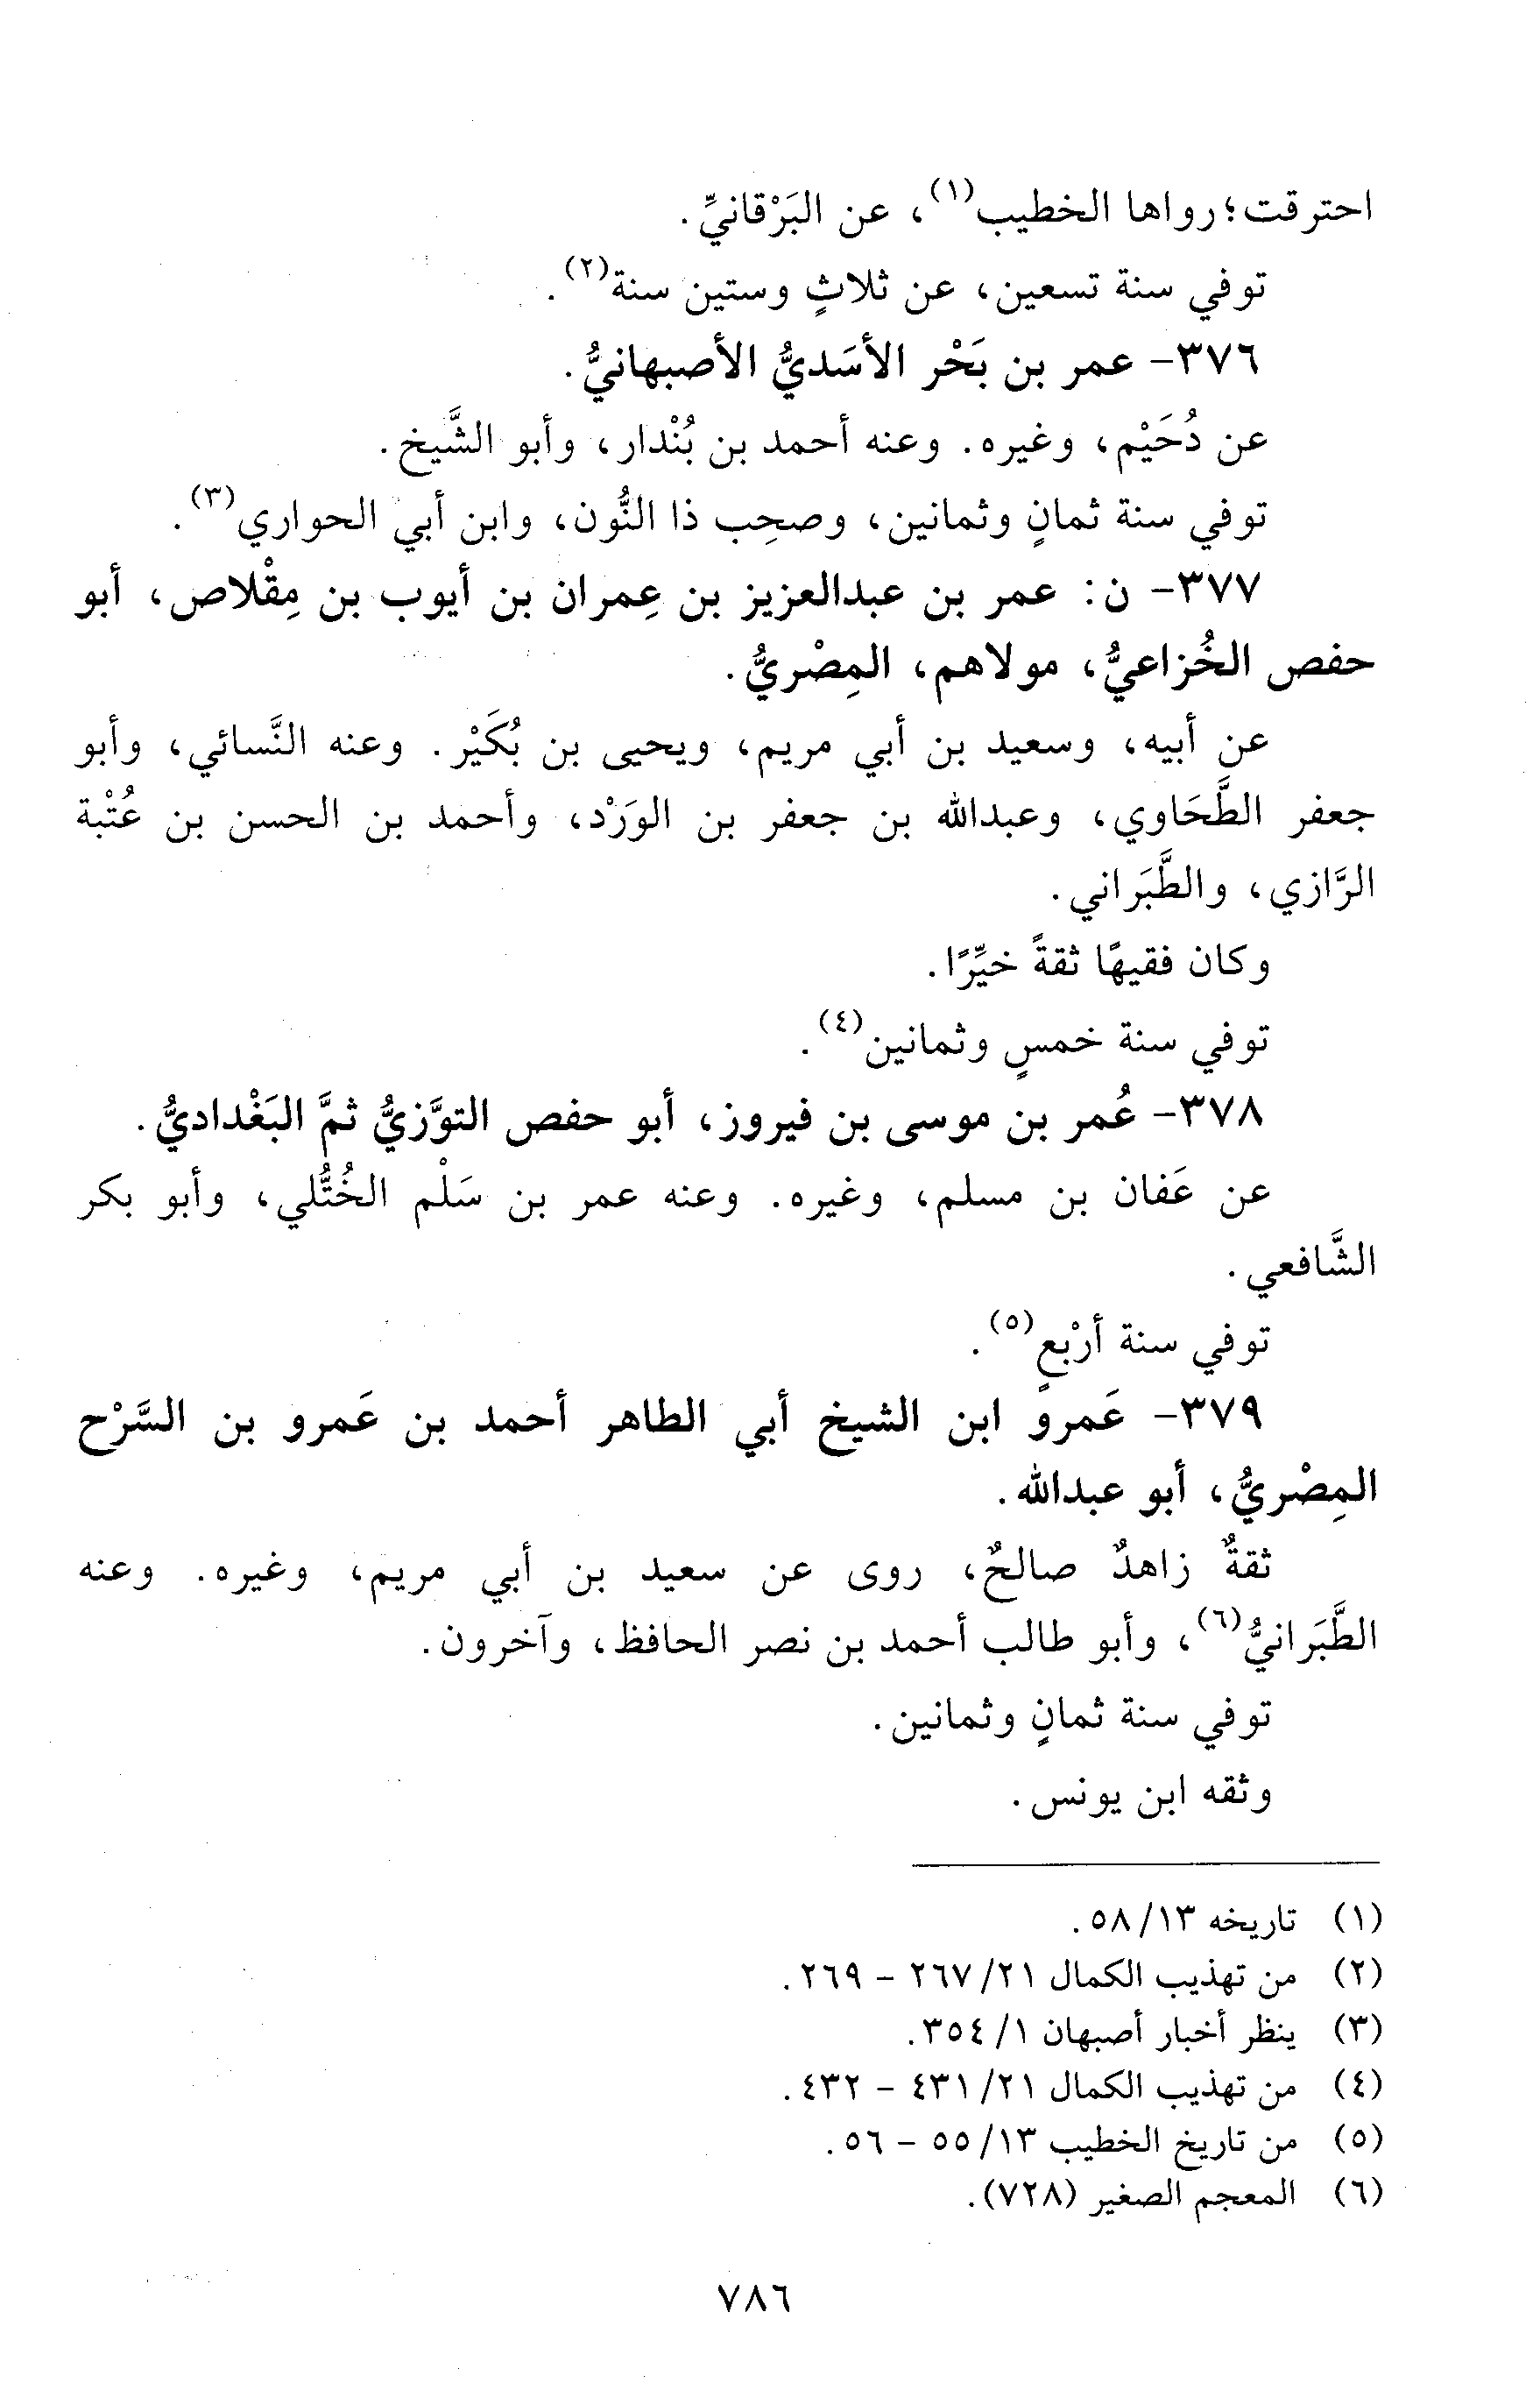 احترقت؛ رواها الخطيب(١)، عن البَرْقانيِّ.
توفي سنة تسعين، عن ثلاثٍ وستين سنة(٢).
٣٧٦- عمر بن بَحْر الأسَديُّ الأصبهانيُّ.
عن دُحَيْم، وغيره. وعنه أحمد بن بُنْدار، وأبو الشَّيخ.
توفي سنة ثمانٍ وثمانين، وصحِب ذا النُّون، وابن أبي الحواري(٣).
٣٧٧- ن: عمر بن عبدالعزيز بن عِمران بن أيوب بن مِقْلاص، أبو
حفص الخُزاعيُّ، مولاهم، المِصْريُّ.
عن أبيه، وسعيد بن أبي مريم، ويحيى بن بُكَيْر. وعنه النَّسائي، وأبو
جعفر الطَّحَاوي، وعبدالله بن جعفر بن الوَرْد، وأحمد بن الحسن بن عُتْبة
الرَّازي، والطَّبَراني.
وكان فقيهًا ثقةً خيِّرًا.
توفي سنة خمسٍ وثمانين(٤).
٣٧٨- عُمر بن موسى بن فيروز، أبو حفص التوَّزيُّ ثمَّ البَغْداديُّ.
عن عَفان بن مسلم، وغيره. وعنه عمر بن سَلْم الخُتُّلي، وأبو بكر
الشَّافعي.
توفي سنة أرْبعٍ(٥).
٣٧٩- عَمرو ابن الشيخ أبي الطاهر أحمد بن عَمرو بن السَّرْح
المِصْريُّ، أبو عبدالله.
ثقةٌ زاهدٌ صالحٌ، روى عن سعيد بن أبي مريم، وغيره. وعنه
الطَّبَرانيُّ(٦)، وأبو طالب أحمد بن نصر الحافظ، وآخرون.
توفي سنة ثمانٍ وثمانين.
وثقه ابن يونس.
(١) تاريخه ١٣/ ٥٨.
(٢) من تهذيب الكمال ٢١/ ٢٦٧ - ٢٦٩.
(٣) ينظر أخبار أصبهان ١/ ٣٥٤.
(٤) من تهذيب الكمال ٢١/ ٤٣١ - ٤٣٢.
(٥) من تاريخ الخطيب ١٣/ ٥٥ - ٥٦.
(٦) المعجم الصغير (٧٢٨).
٧٨٦